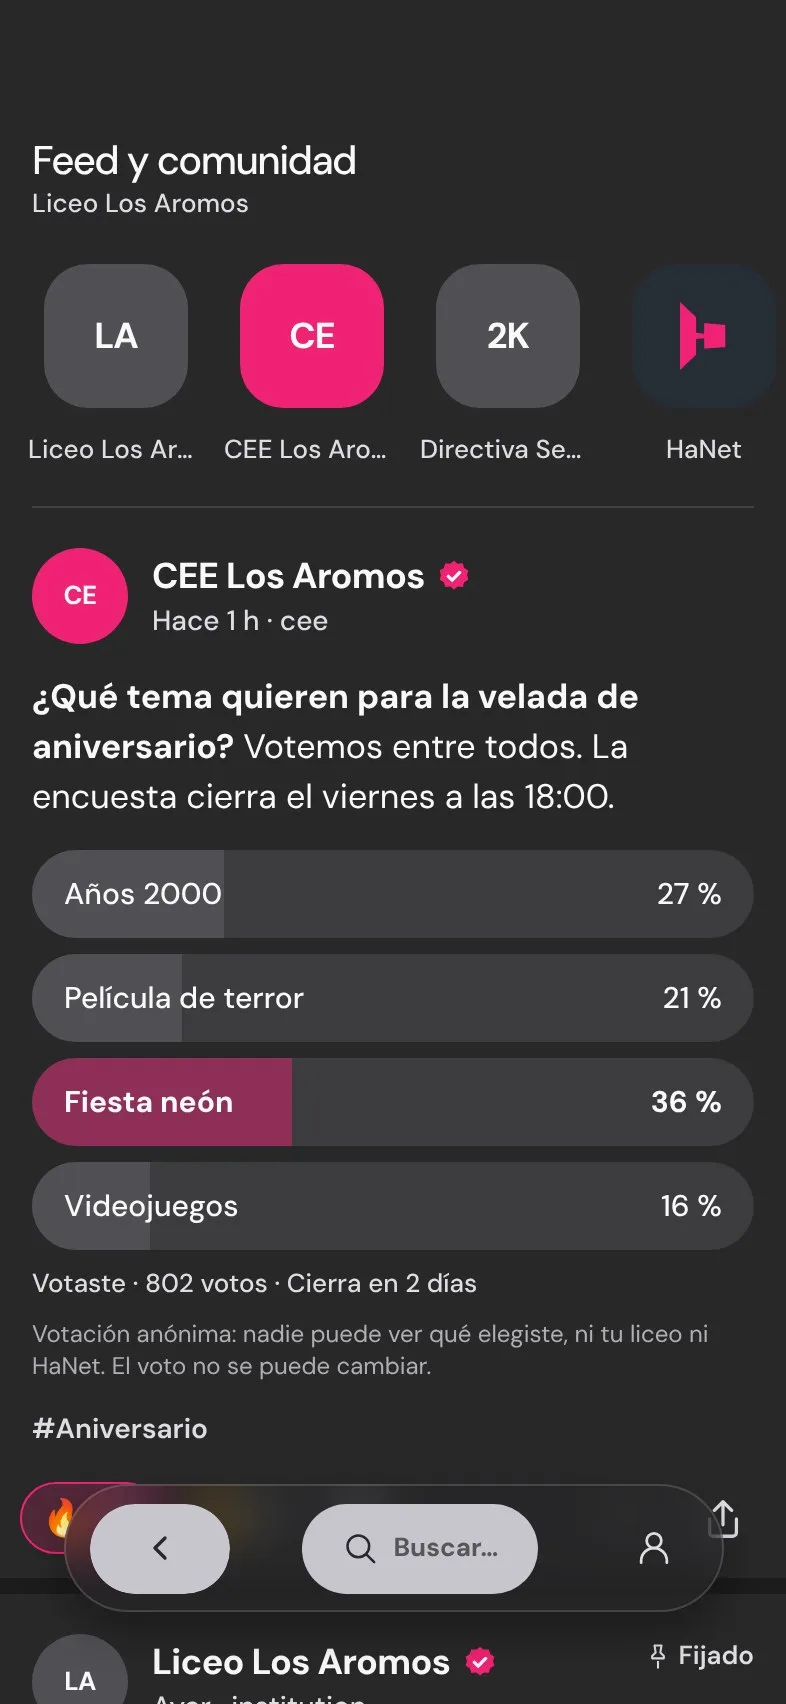 Feed y comunidad
Liceo Los Aromos
LA
CE
2K
Liceo Los Ar...
CEE Los Aro...
Directiva Se...
HaNet
CE
CEE Los Aromos
Hace 1 h · cee
¿Qué tema quieren para la velada de
aniversario? Votemos entre todos. La
encuesta cierra el viernes a las 18:00.
Años 2000 27 %
Película de terror 21 %
Fiesta neón 36 %
Videojuegos 16 %
Votaste · 802 votos · Cierra en 2 días
Votación anónima: nadie puede ver qué elegiste, ni tu liceo ni
HaNet. El voto no se puede cambiar.
#Aniversario
Buscar...
LA
Liceo Los Aromos
Fijado
Ayer · institution